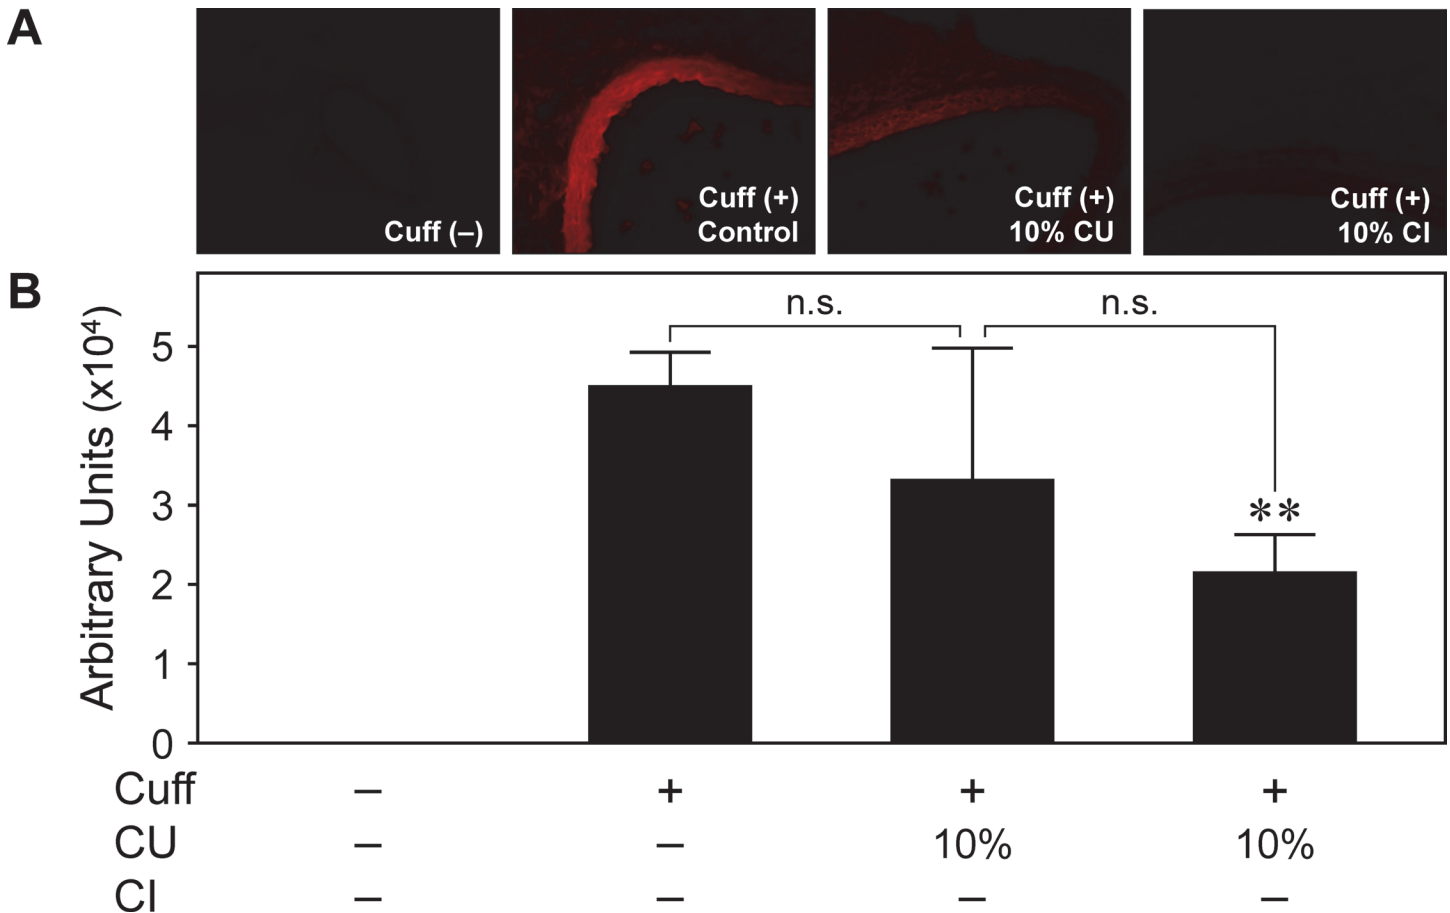 A
Cuff (–)
Cuff (+)
Control
Cuff (+)
10% CU
Cuff (+)
10% CI
B
n.s.
n.s.
Arbitrary Units (x10⁴)
5
4
3
2
1
0
**
Cuff – + + +
CU – – 10% 10%
CI – – – –